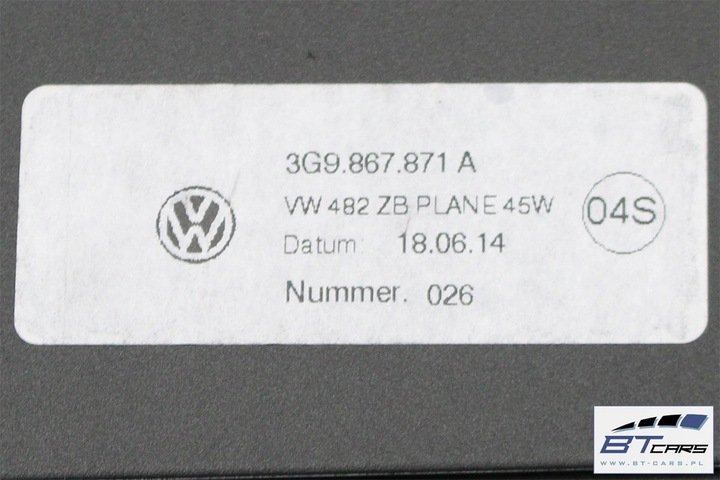 3G9.867.871 A
VW 482 ZB PLANE 45W
04S
Datum: 18.06.14
Nummer. 026
BT CARS
WWW.BT-CARS.PL